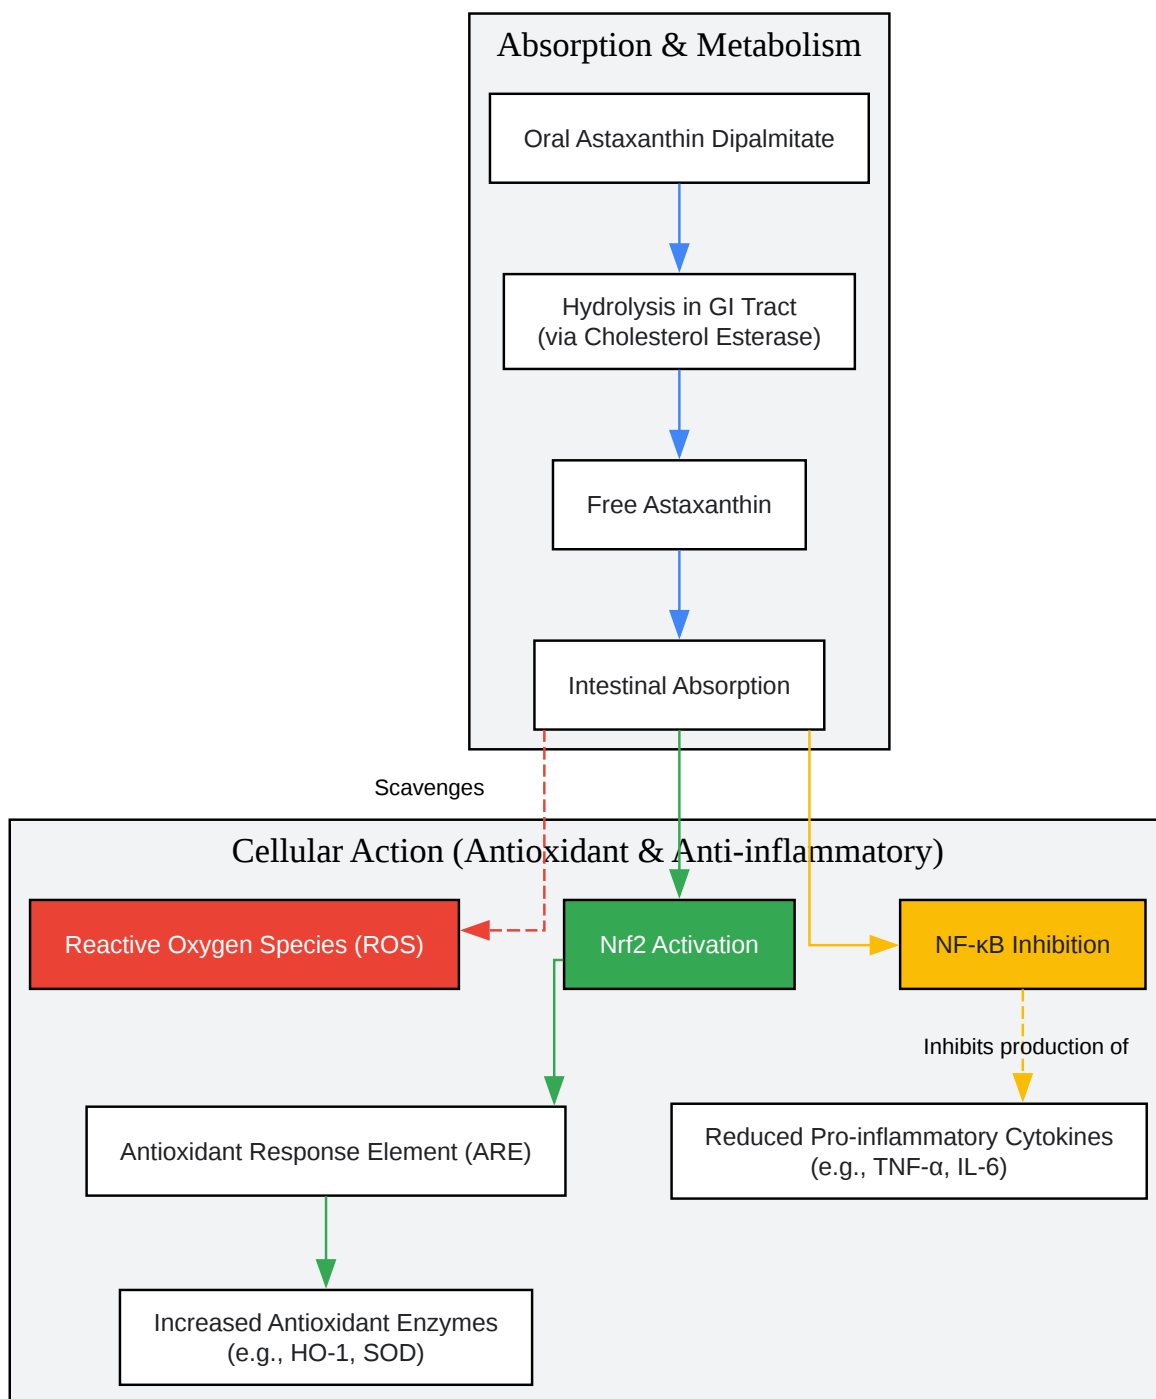 Absorption & Metabolism
Oral Astaxanthin Dipalmitate
Hydrolysis in GI Tract
(via Cholesterol Esterase)
Free Astaxanthin
Intestinal Absorption
Scavenges
Cellular Action (Antioxidant & Anti-inflammatory)
Reactive Oxygen Species (ROS)
Nrf2 Activation
NF-κB Inhibition
Inhibits production of
Antioxidant Response Element (ARE)
Reduced Pro-inflammatory Cytokines
(e.g., TNF-α, IL-6)
Increased Antioxidant Enzymes
(e.g., HO-1, SOD)